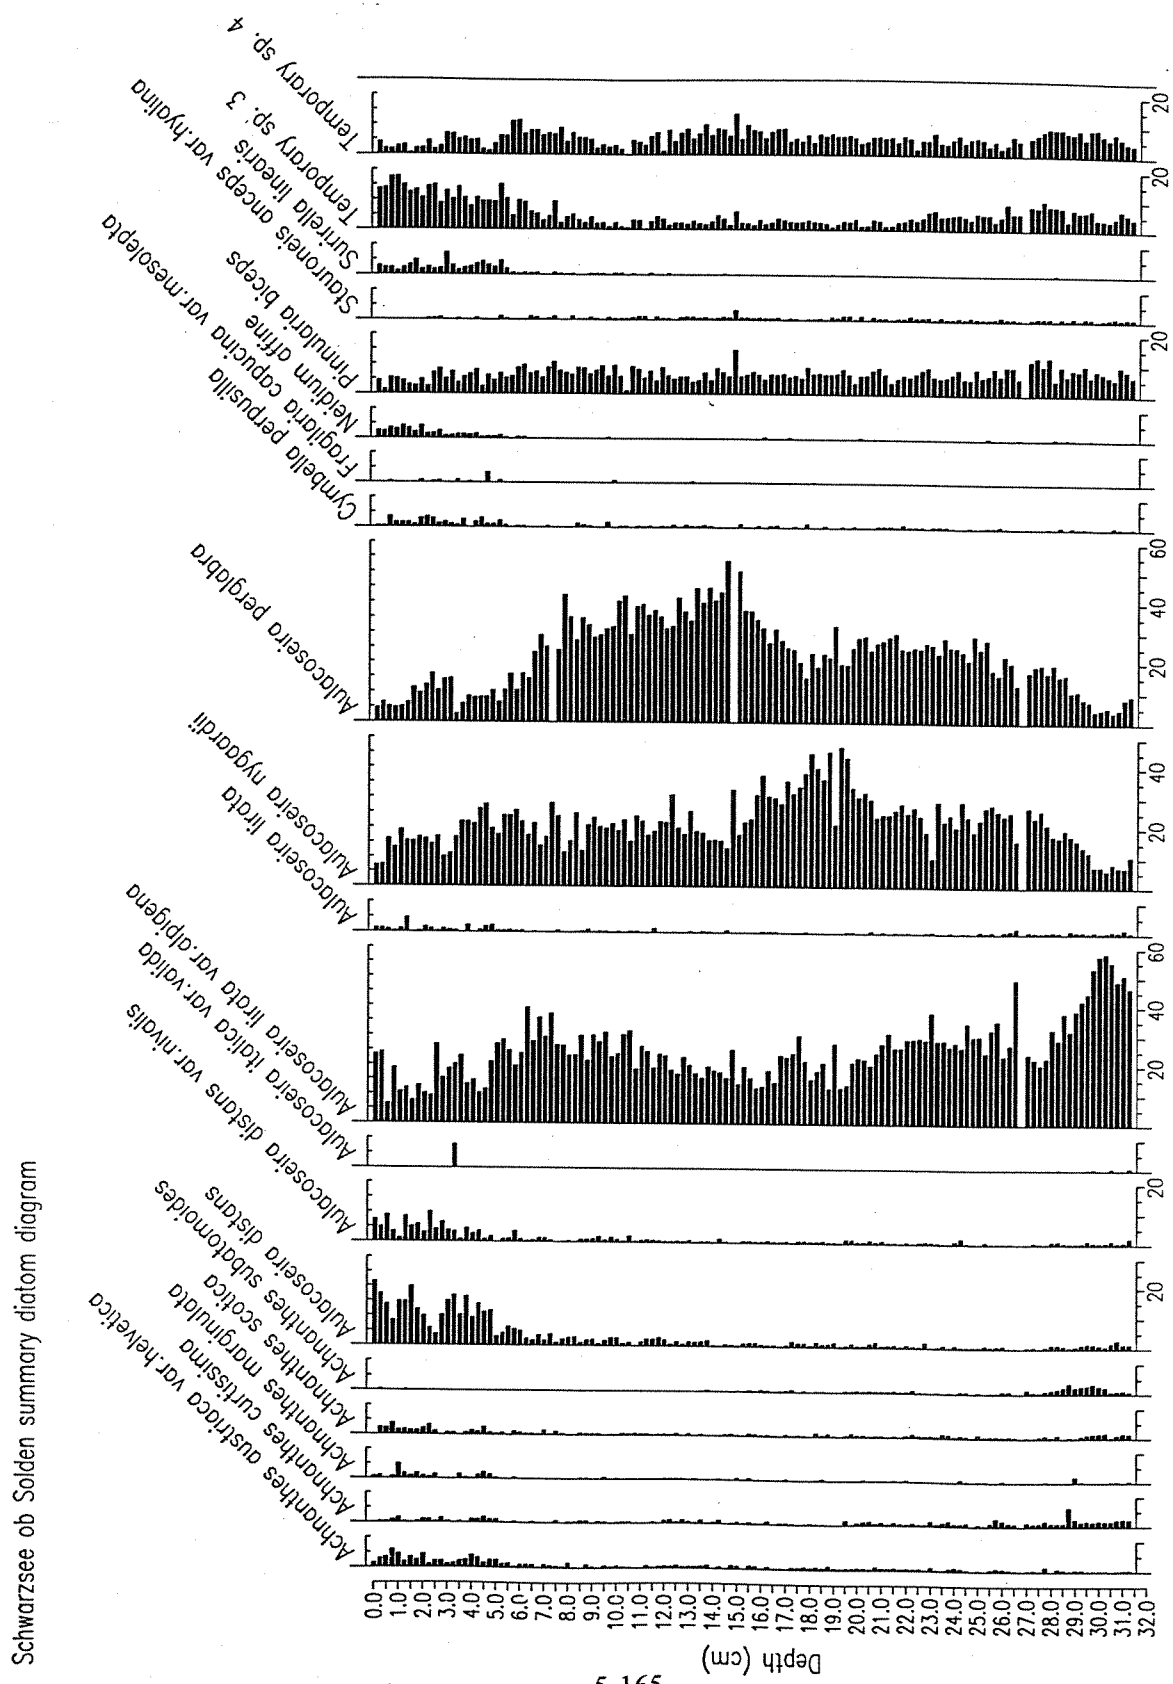 Schwarzsee ob Solden summary diatom diagram
Achnanthes austriaca var.helvetica
Achnanthes curtissima
Achnanthes marginulata
Achnanthes scotica
Achnanthes subatomoides
Aulacoseira distans
Aulacoseira distans var.nivalis
Aulacoseira italica var.valida
Aulacoseira lirata var.alpigena
Aulacoseira lirata
Aulacoseira nygaardii
Aulacoseira perglabra
Cymbella perpusilla
Fragilaria capucina var.mesolepta
Neidium affine
Pinnularia biceps
Stauroneis anceps var.hyalina
Surirella linearis
Temporary sp. 3
Temporary sp. 4
0.0
1.0
2.0
3.0
4.0
5.0
6.0
7.0
8.0
9.0
10.0
11.0
12.0
13.0
14.0
15.0
16.0
17.0
18.0
19.0
20.0
21.0
22.0
23.0
24.0
25.0
26.0
27.0
28.0
29.0
30.0
31.0
32.0
Depth (cm)
20
20
20 40 60
20 40
20 40 60
20
20
20